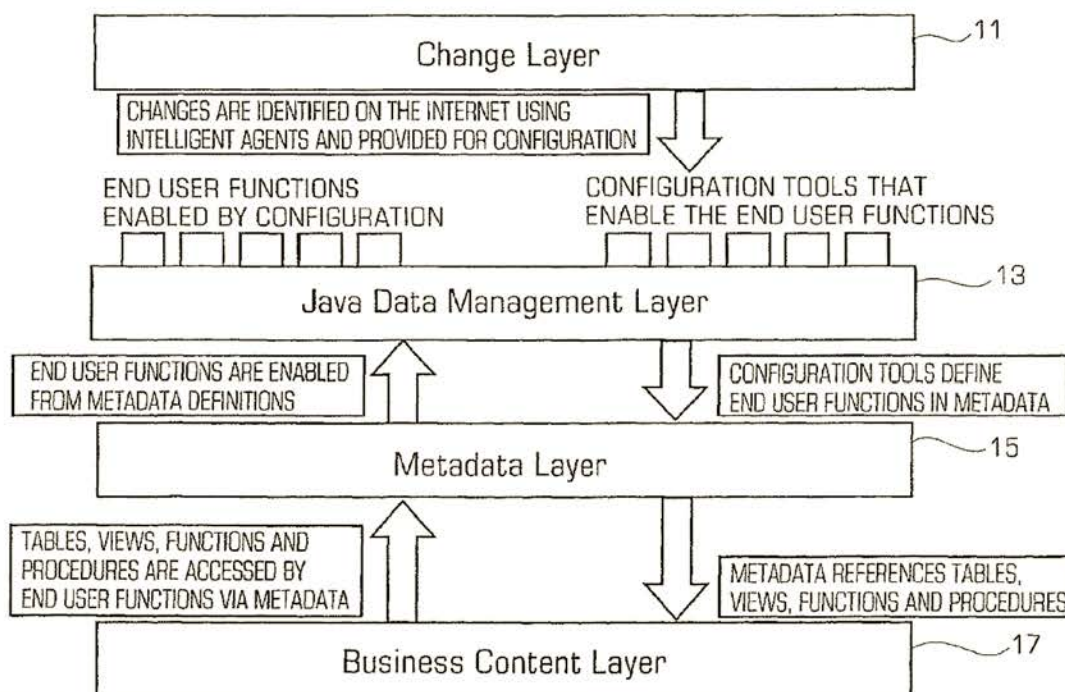 Change Layer
11
CHANGES ARE IDENTIFIED ON THE INTERNET USING
INTELLIGENT AGENTS AND PROVIDED FOR CONFIGURATION
END USER FUNCTIONS
ENABLED BY CONFIGURATION
CONFIGURATION TOOLS THAT
ENABLE THE END USER FUNCTIONS
Java Data Management Layer
13
END USER FUNCTIONS ARE ENABLED
FROM METADATA DEFINITIONS
CONFIGURATION TOOLS DEFINE
END USER FUNCTIONS IN METADATA
Metadata Layer
15
TABLES, VIEWS, FUNCTIONS AND
PROCEDURES ARE ACCESSED BY
END USER FUNCTIONS VIA METADATA
METADATA REFERENCES TABLES,
VIEWS, FUNCTIONS AND PROCEDURES
Business Content Layer
17